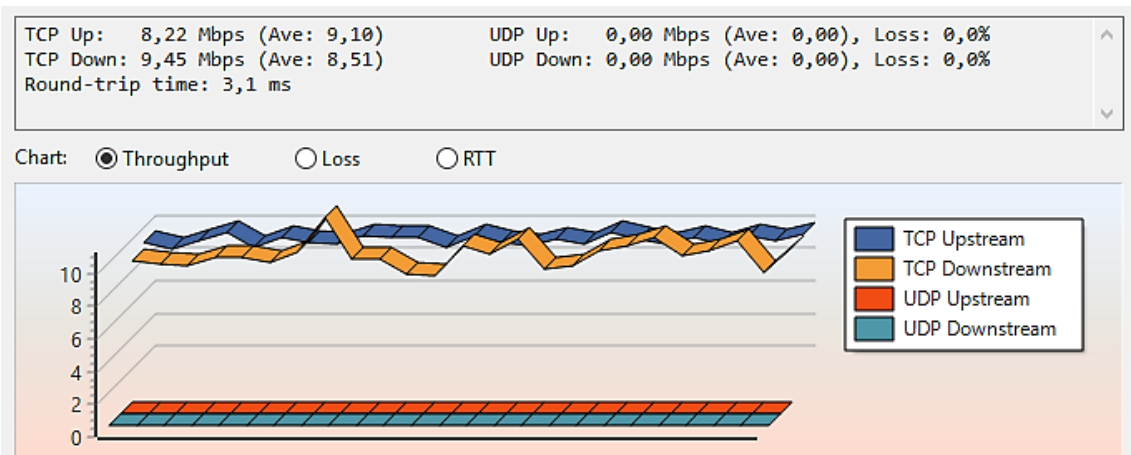 TCP Up:   8,22 Mbps (Ave: 9,10)         UDP Up:   0,00 Mbps (Ave: 0,00), Loss: 0,0%
TCP Down: 9,45 Mbps (Ave: 8,51)         UDP Down: 0,00 Mbps (Ave: 0,00), Loss: 0,0%
Round-trip time: 3,1 ms
Chart: Throughput Loss RTT
TCP Upstream
TCP Downstream
UDP Upstream
UDP Downstream
10
8
6
4
2
0